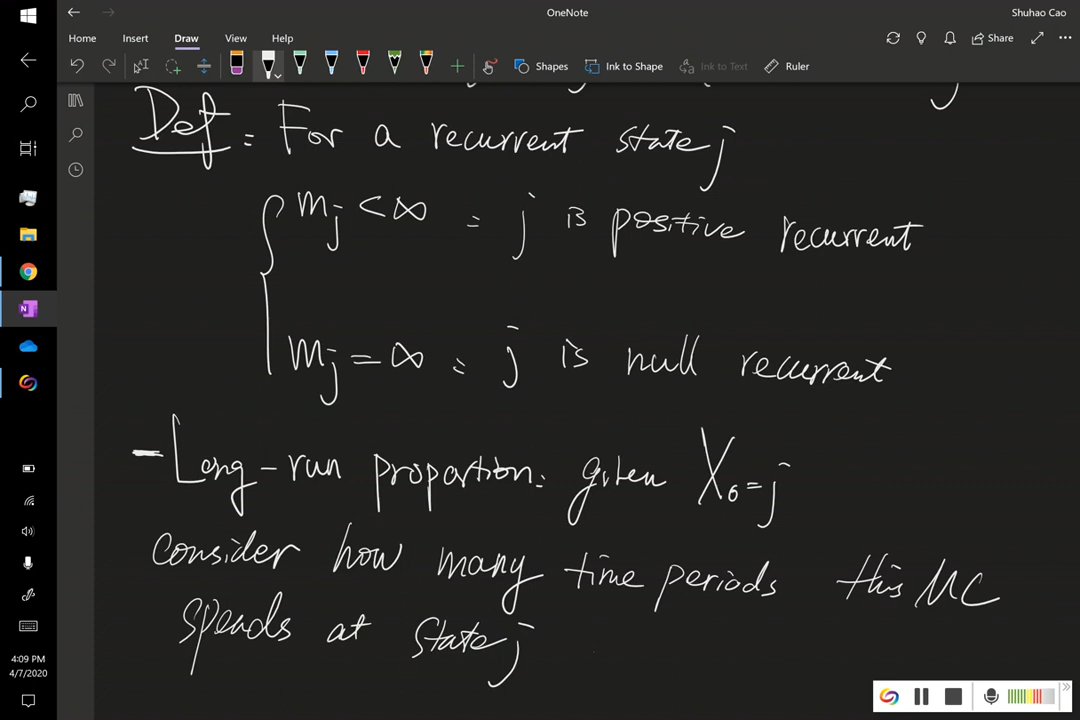 OneNote
Shuhao Cao
Home Insert Draw View Help
Share
Shapes
Ink to Shape
Ink to Text
Ruler
Def: For a recurrent state j
m_j < ∞ : j is positive recurrent
m_j = ∞ : j is null recurrent
- Long-run proportion: given X_0 = j
consider how many time periods this MC
spends at state j
4:09 PM
4/7/2020